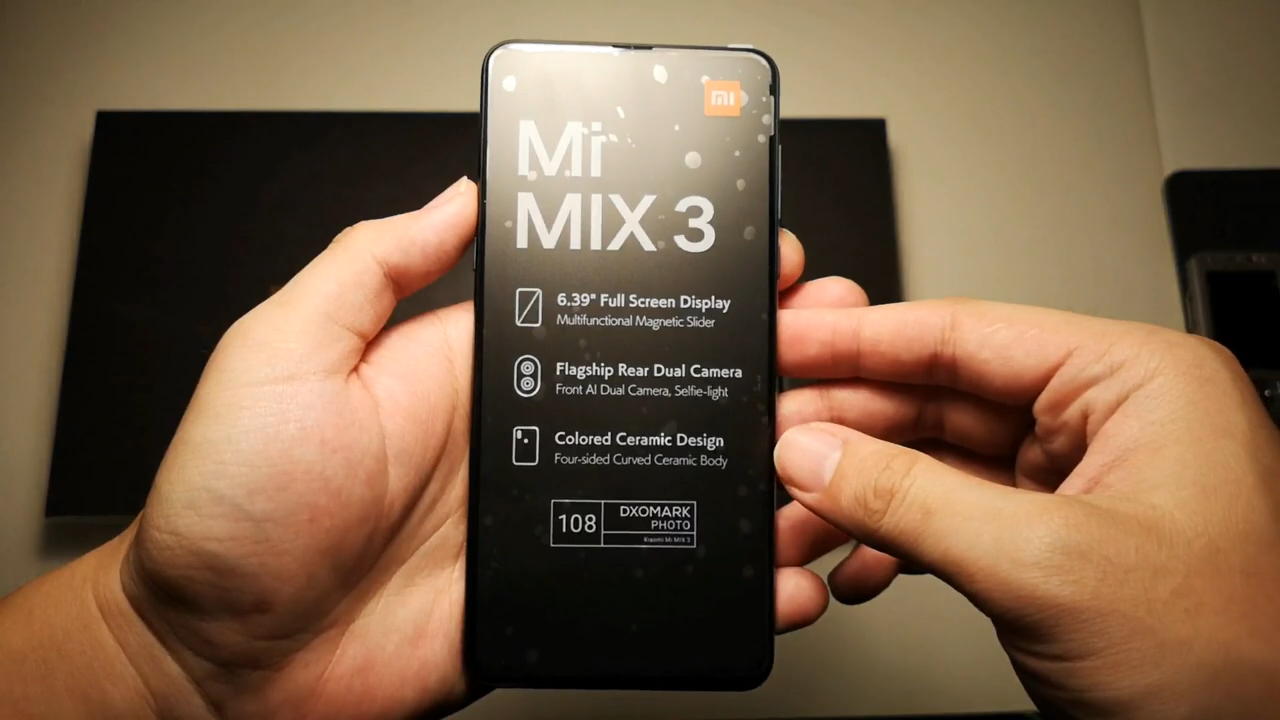 mi
Mi
MIX 3
6.39" Full Screen Display
Multifunctional Magnetic Slider
Flagship Rear Dual Camera
Front AI Dual Camera, Selfie-light
Colored Ceramic Design
Four-sided Curved Ceramic Body
108
DXOMARK
PHOTO
Xiaomi Mi MIX 3